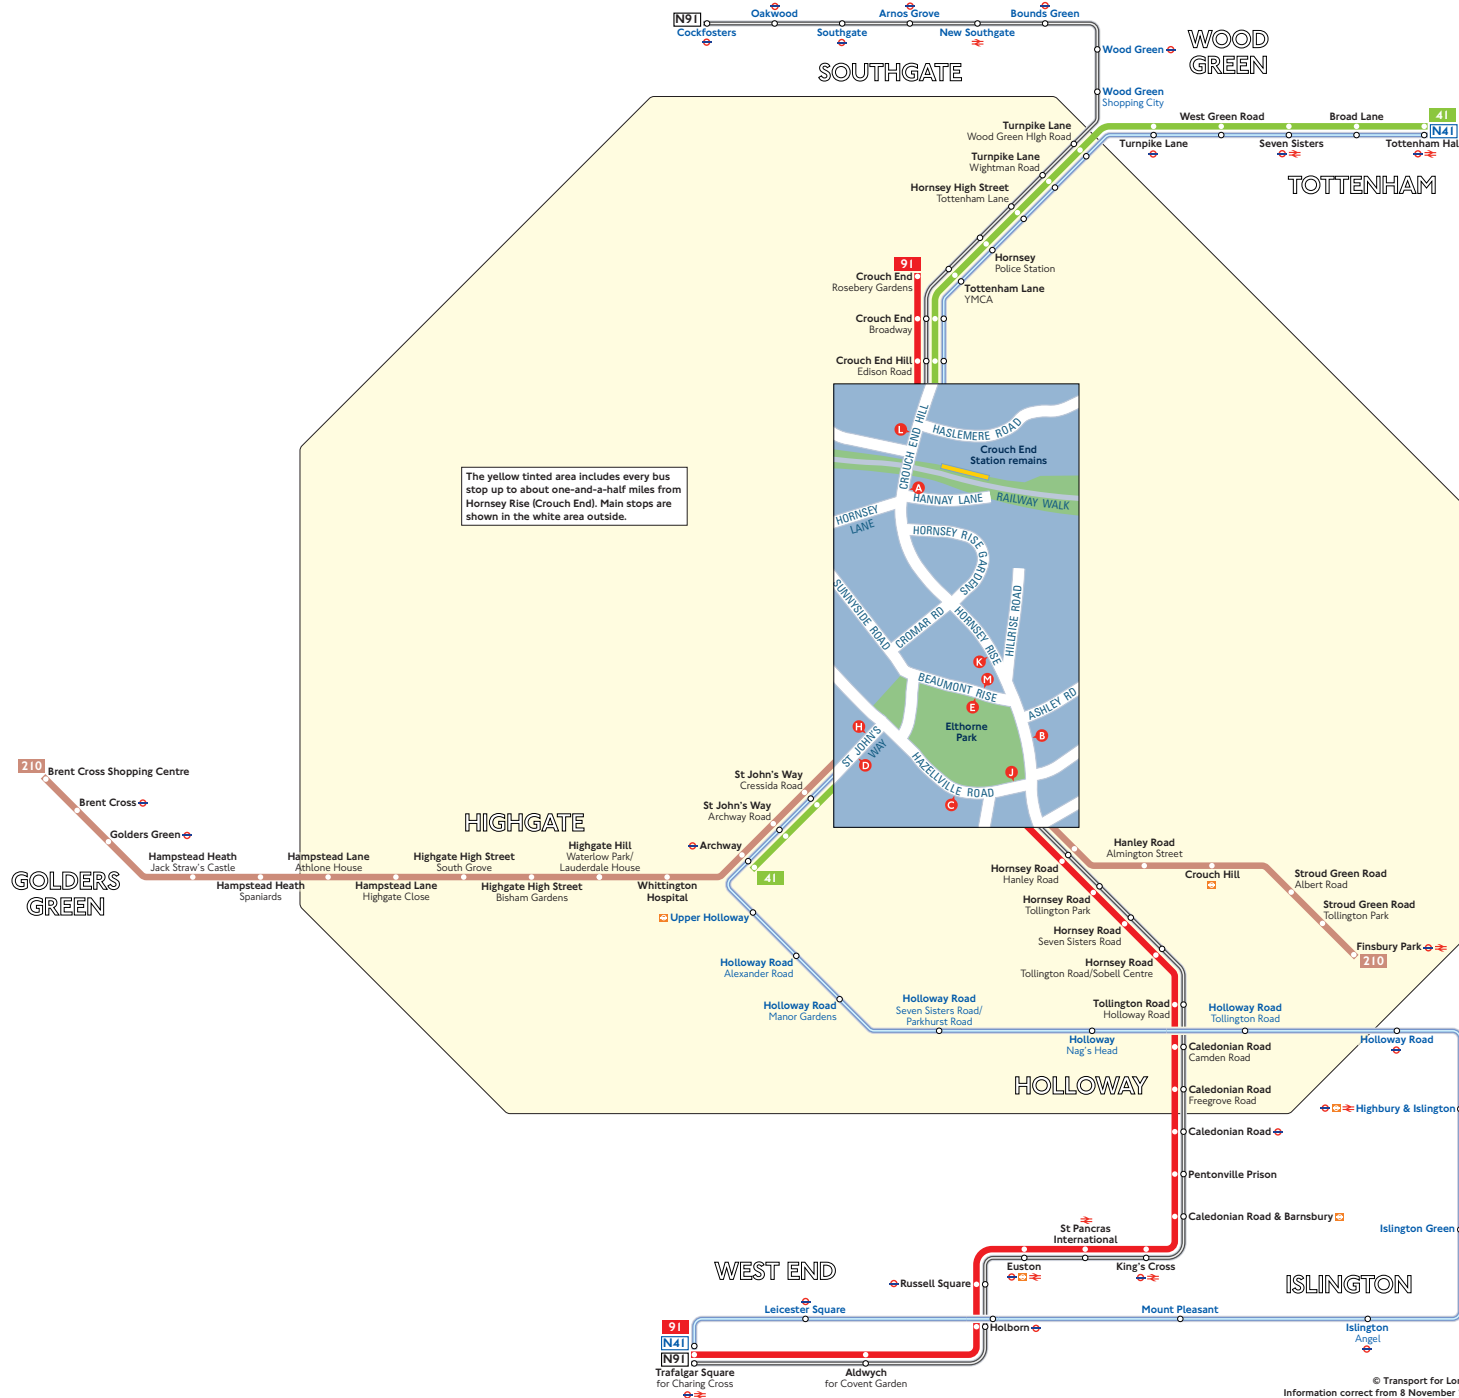 N91
Cockfosters
Oakwood
Southgate
Arnos Grove
New Southgate
Bounds Green
Wood Green
Wood Green
Shopping City
WOOD
GREEN
SOUTHGATE
Turnpike Lane
Wood Green High Road
Turnpike Lane
Wightman Road
Hornsey High Street
Tottenham Lane
Hornsey
Police Station
Tottenham Lane
YMCA
West Green Road
Broad Lane
41
N41
Turnpike Lane
Seven Sisters
Tottenham Hal
TOTTENHAM
91
Crouch End
Rosebery Gardens
Crouch End
Broadway
Crouch End Hill
Edison Road
The yellow tinted area includes every bus
stop up to about one-and-a-half miles from
Hornsey Rise (Crouch End). Main stops are
shown in the white area outside.
L
CROUCH END HILL
HASLEMERE ROAD
Crouch End
Station remains
A
HANNAY LANE
RAILWAY WALK
HORNSEY
LANE
HORNSEY RISE GARDENS
SUNNYSIDE ROAD
CROMAR RD
HORNSEY RISE
HILLRISE ROAD
K
M
BEAUMONT RISE
E
ASHLEY RD
Elthorne
Park
H
B
ST JOHN'S
WAY
D
HAZELLVILLE ROAD
J
C
210
Brent Cross Shopping Centre
Brent Cross
Golders Green
GOLDERS
GREEN
Hampstead Heath
Jack Straw's Castle
Hampstead Heath
Spaniards
Hampstead Lane
Athlone House
Hampstead Lane
Highgate Close
HIGHGATE
Highgate High Street
South Grove
Highgate High Street
Bisham Gardens
Highgate Hill
Waterlow Park/
Lauderdale House
Whittington
Hospital
Archway
St John's Way
Archway Road
St John's Way
Cressida Road
41
Upper Holloway
Holloway Road
Alexander Road
Holloway Road
Manor Gardens
Holloway Road
Seven Sisters Road/
Parkhurst Road
Holloway
Nag's Head
Holloway Road
Tollington Road
Holloway Road
Hornsey Road
Hanley Road
Hornsey Road
Tollington Park
Hornsey Road
Seven Sisters Road
Hornsey Road
Tollington Road/Sobell Centre
Tollington Road
Holloway Road
Hanley Road
Almington Street
Crouch Hill
Stroud Green Road
Albert Road
Stroud Green Road
Tollington Park
Finsbury Park
210
Caledonian Road
Camden Road
HOLLOWAY
Caledonian Road
Freegrove Road
Caledonian Road
Pentonville Prison
Caledonian Road & Barnsbury
Highbury & Islington
Islington Green
ISLINGTON
St Pancras
International
Euston
King's Cross
Russell Square
WEST END
Leicester Square
Holborn
Mount Pleasant
Islington
Angel
91
N41
N91
Trafalgar Square
for Charing Cross
Aldwych
for Covent Garden
© Transport for Lon
Information correct from 8 November